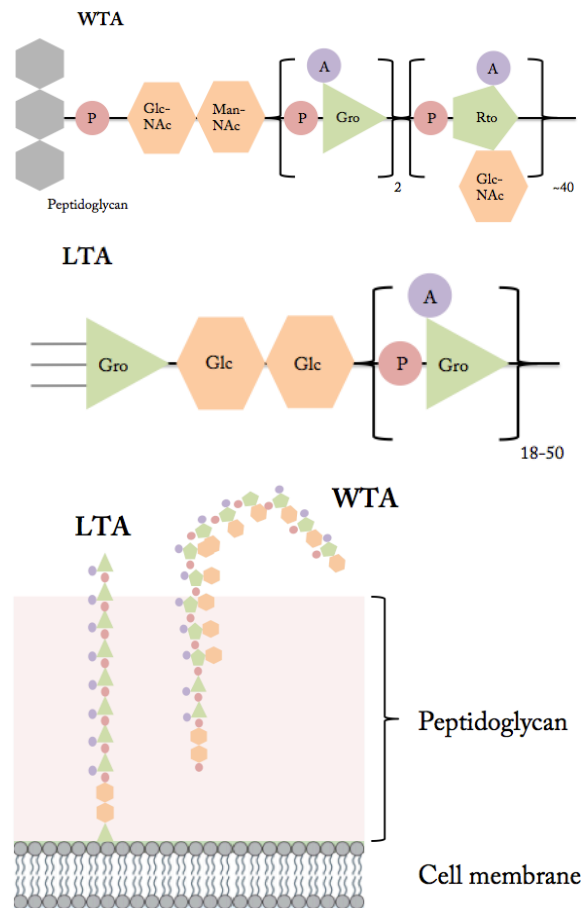 WTA
P
Glc-
NAc
Man-
NAc
P
A
Gro
2
P
A
Rto
Glc-
NAc
~40
Peptidoglycan
LTA
Gro
Glc
Glc
P
A
Gro
18-50
LTA
WTA
Peptidoglycan
Cell membrane